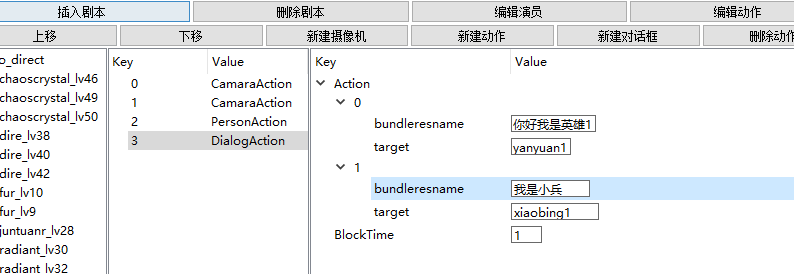 插入剧本 删除剧本 编辑演员 编辑动作
上移 下移 新建摄像机 新建动作 新建对话框 删除动作
o_direct
chaoscrystal_lv46
chaoscrystal_lv49
chaoscrystal_lv50
dire_lv38
dire_lv40
dire_lv42
fur_lv10
fur_lv9
juntuanr_lv28
radiant_lv30
radiant_lv32
Key Value
0 CamaraAction
1 CamaraAction
2 PersonAction
3 DialogAction
Key Value
Action
0
bundleresname 你好我是英雄1
target yanyuan1
1
bundleresname 我是小兵
target xiaobing1
BlockTime 1